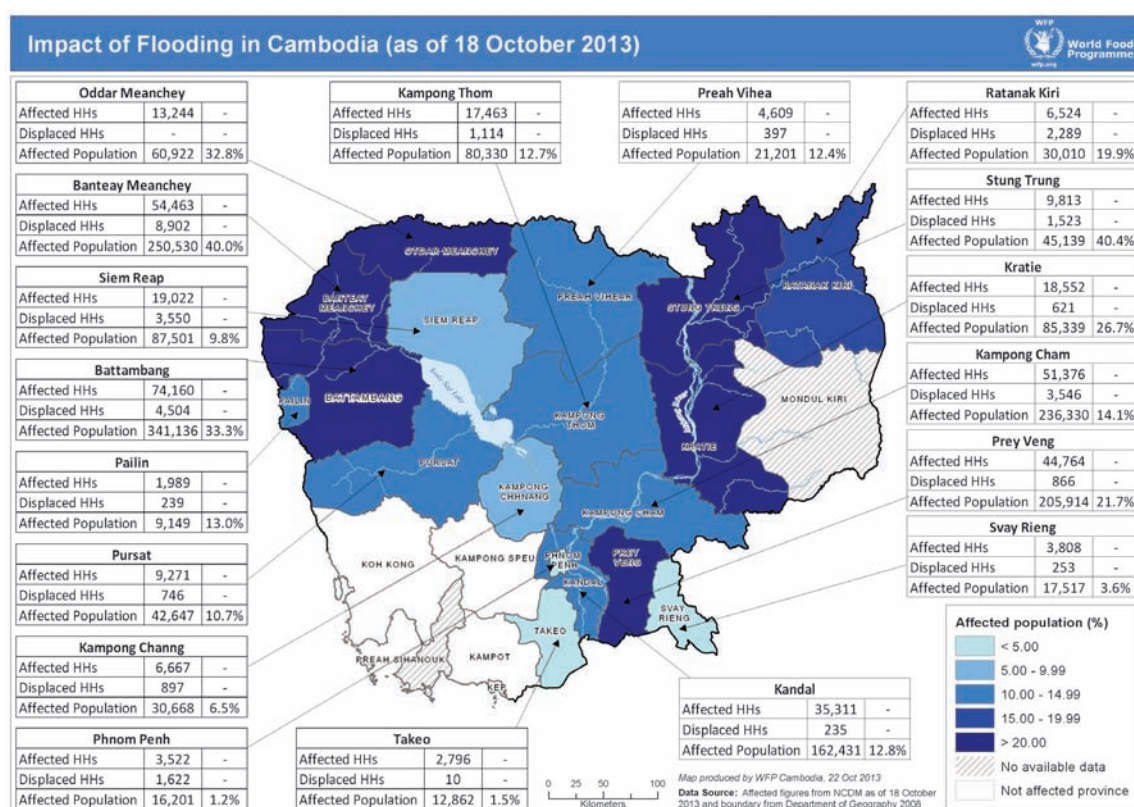 Impact of Flooding in Cambodia (as of 18 October 2013)
WFP
wfp.org
World Food
Programme
Oddar Meanchey
Affected HHs 13,244 -
Displaced HHs - -
Affected Population 60,922 32.8%
Kampong Thom
Affected HHs 17,463 -
Displaced HHs 1,114 -
Affected Population 80,330 12.7%
Preah Vihea
Affected HHs 4,609 -
Displaced HHs 397 -
Affected Population 21,201 12.4%
Ratanak Kiri
Affected HHs 6,524 -
Displaced HHs 2,289 -
Affected Population 30,010 19.9%
Banteay Meanchey
Affected HHs 54,463 -
Displaced HHs 8,902 -
Affected Population 250,530 40.0%
Stung Trung
Affected HHs 9,813 -
Displaced HHs 1,523 -
Affected Population 45,139 40.4%
Siem Reap
Affected HHs 19,022 -
Displaced HHs 3,550 -
Affected Population 87,501 9.8%
Kratie
Affected HHs 18,552 -
Displaced HHs 621 -
Affected Population 85,339 26.7%
Battambang
Affected HHs 74,160 -
Displaced HHs 4,504 -
Affected Population 341,136 33.3%
Kampong Cham
Affected HHs 51,376 -
Displaced HHs 3,546 -
Affected Population 236,330 14.1%
Pailin
Affected HHs 1,989 -
Displaced HHs 239 -
Affected Population 9,149 13.0%
Prey Veng
Affected HHs 44,764 -
Displaced HHs 866 -
Affected Population 205,914 21.7%
Pursat
Affected HHs 9,271 -
Displaced HHs 746 -
Affected Population 42,647 10.7%
Svay Rieng
Affected HHs 3,808 -
Displaced HHs 253 -
Affected Population 17,517 3.6%
Kampong Channg
Affected HHs 6,667 -
Displaced HHs 897 -
Affected Population 30,668 6.5%
Phnom Penh
Affected HHs 3,522 -
Displaced HHs 1,622 -
Affected Population 16,201 1.2%
Takeo
Affected HHs 2,796 -
Displaced HHs 10 -
Affected Population 12,862 1.5%
Kandal
Affected HHs 35,311 -
Displaced HHs 235 -
Affected Population 162,431 12.8%
OTDAR MEANCHEY
BANTEAY
MEANCHEY
SIEM REAP
PREAH VIHEAR
STUNG TRENG
RATANAK KIRI
PAILIN
BATTAMBANG
KAMPONG
THOM
MONDUL KIRI
KRATIE
PURSAT
KAMPONG
CHHNANG
KAMPONG CHAM
KOH KONG
KAMPONG SPEU
PHNOM
PENH
PREY
VENG
KANDAL
SVAY
RIENG
TAKEO
PREAH SIHANOUK
KAMPOT
KEP
Affected population (%)
< 5.00
5.00 - 9.99
10.00 - 14.99
15.00 - 19.99
> 20.00
No available data
Not affected province
0 25 50 100
Kilometers
Map produced by WFP Cambodia, 22 Oct 2013
Data Source: Affected figures from NCDM as of 18 October
2013 and boundary from Department of Geography 2008